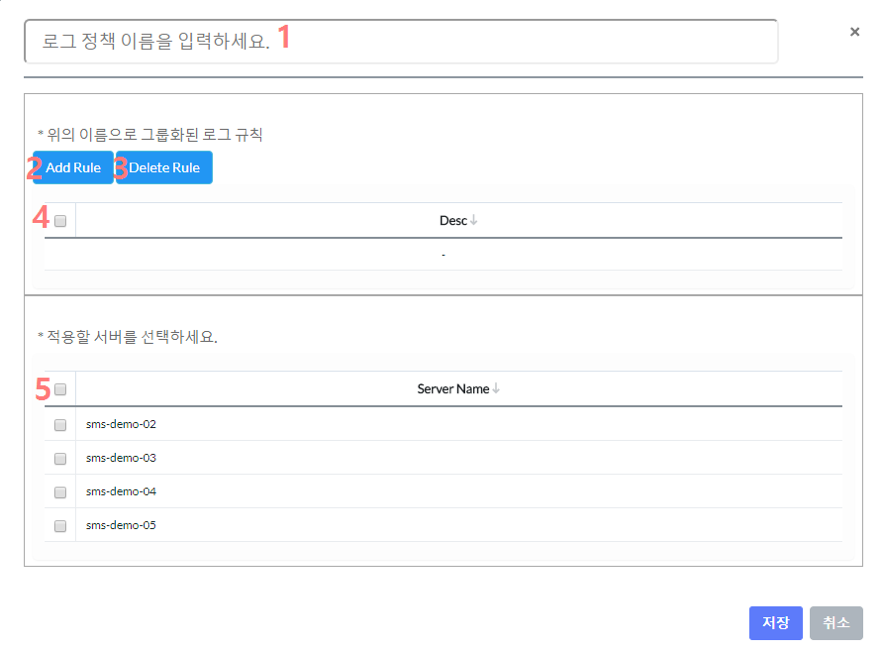 로그 정책 이름을 입력하세요. 1
×
* 위의 이름으로 그룹화된 로그 규칙
2 Add Rule 3 Delete Rule
4 Desc↓
-
* 적용할 서버를 선택하세요.
5 Server Name↓
sms-demo-02
sms-demo-03
sms-demo-04
sms-demo-05
저장 취소